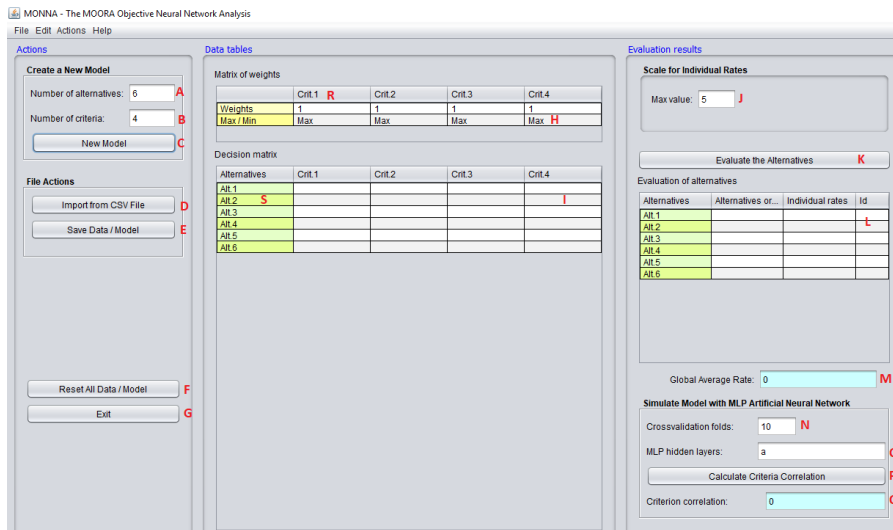 MONNA - The MOORA Objective Neural Network Analysis
File Edit Actions Help
Actions
Create a New Model
Number of alternatives: 6 A
Number of criteria: 4 B
New Model C
File Actions
Import from CSV File D
Save Data / Model E
Reset All Data / Model F
Exit G
Data tables
Matrix of weights
Crit.1 R Crit.2 Crit.3 Crit.4
Weights 1 1 1 1
Max / Min Max Max Max Max H
Decision matrix
Alternatives Crit.1 Crit.2 Crit.3 Crit.4
Alt.1
Alt.2 S I
Alt.3
Alt.4
Alt.5
Alt.6
Evaluation results
Scale for Individual Rates
Max value: 5 J
Evaluate the Alternatives K
Evaluation of alternatives
Alternatives Alternatives or... Individual rates Id
Alt.1
Alt.2 L
Alt.3
Alt.4
Alt.5
Alt.6
Global Average Rate: 0 M
Simulate Model with MLP Artificial Neural Network
Crossvalidation folds: 10 N
MLP hidden layers: a
Calculate Criteria Correlation
Criterion correlation: 0